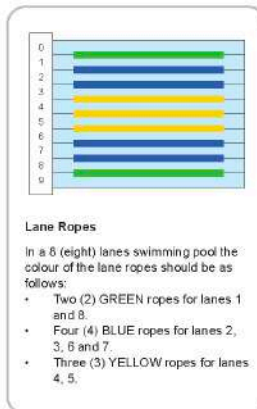 0
1
2
3
4
5
6
7
8
9
Lane Ropes
In a 8 (eight) lanes swimming pool the
colour of the lane ropes should be as
follows:
• Two (2) GREEN ropes for lanes 1
and 8.
• Four (4) BLUE ropes for lanes 2,
3, 6 and 7.
• Three (3) YELLOW ropes for lanes
4, 5.